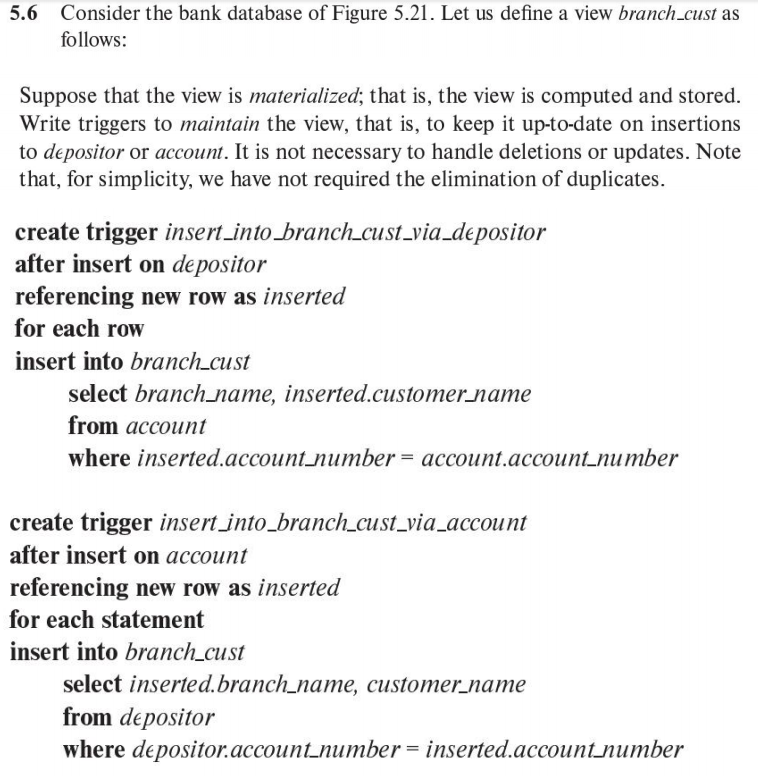 5.6 Consider the bank database of Figure 5.21. Let us define a view branch_cust as
follows:
Suppose that the view is materialized; that is, the view is computed and stored.
Write triggers to maintain the view, that is, to keep it up-to-date on insertions
to depositor or account. It is not necessary to handle deletions or updates. Note
that, for simplicity, we have not required the elimination of duplicates.
create trigger insert_into_branch_cust_via_depositor
after insert on depositor
referencing new row as inserted
for each row
insert into branch_cust
select branch_name, inserted.customer_name
from account
where inserted.account_number = account.account_number
create trigger insert_into_branch_cust_via_account
after insert on account
referencing new row as inserted
for each statement
insert into branch_cust
select inserted.branch_name, customer_name
from depositor
where depositor.account_number = inserted.account_number